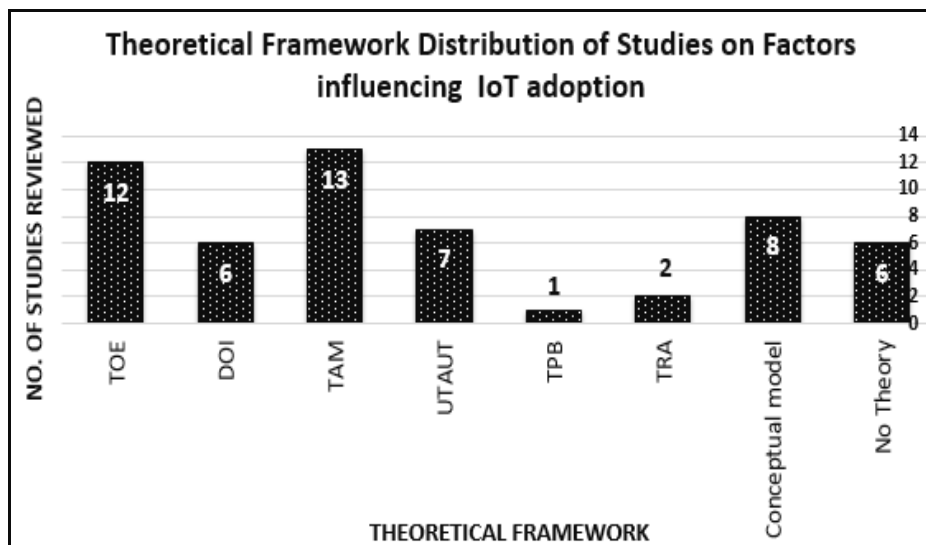 Theoretical Framework Distribution of Studies on Factors
influencing IoT adoption
NO. OF STUDIES REVIEWED
14
12
10
8
6
4
2
0
12
6
13
7
1
2
8
6
TOE
DOI
TAM
UTAUT
TPB
TRA
Conceptual model
No Theory
THEORETICAL FRAMEWORK